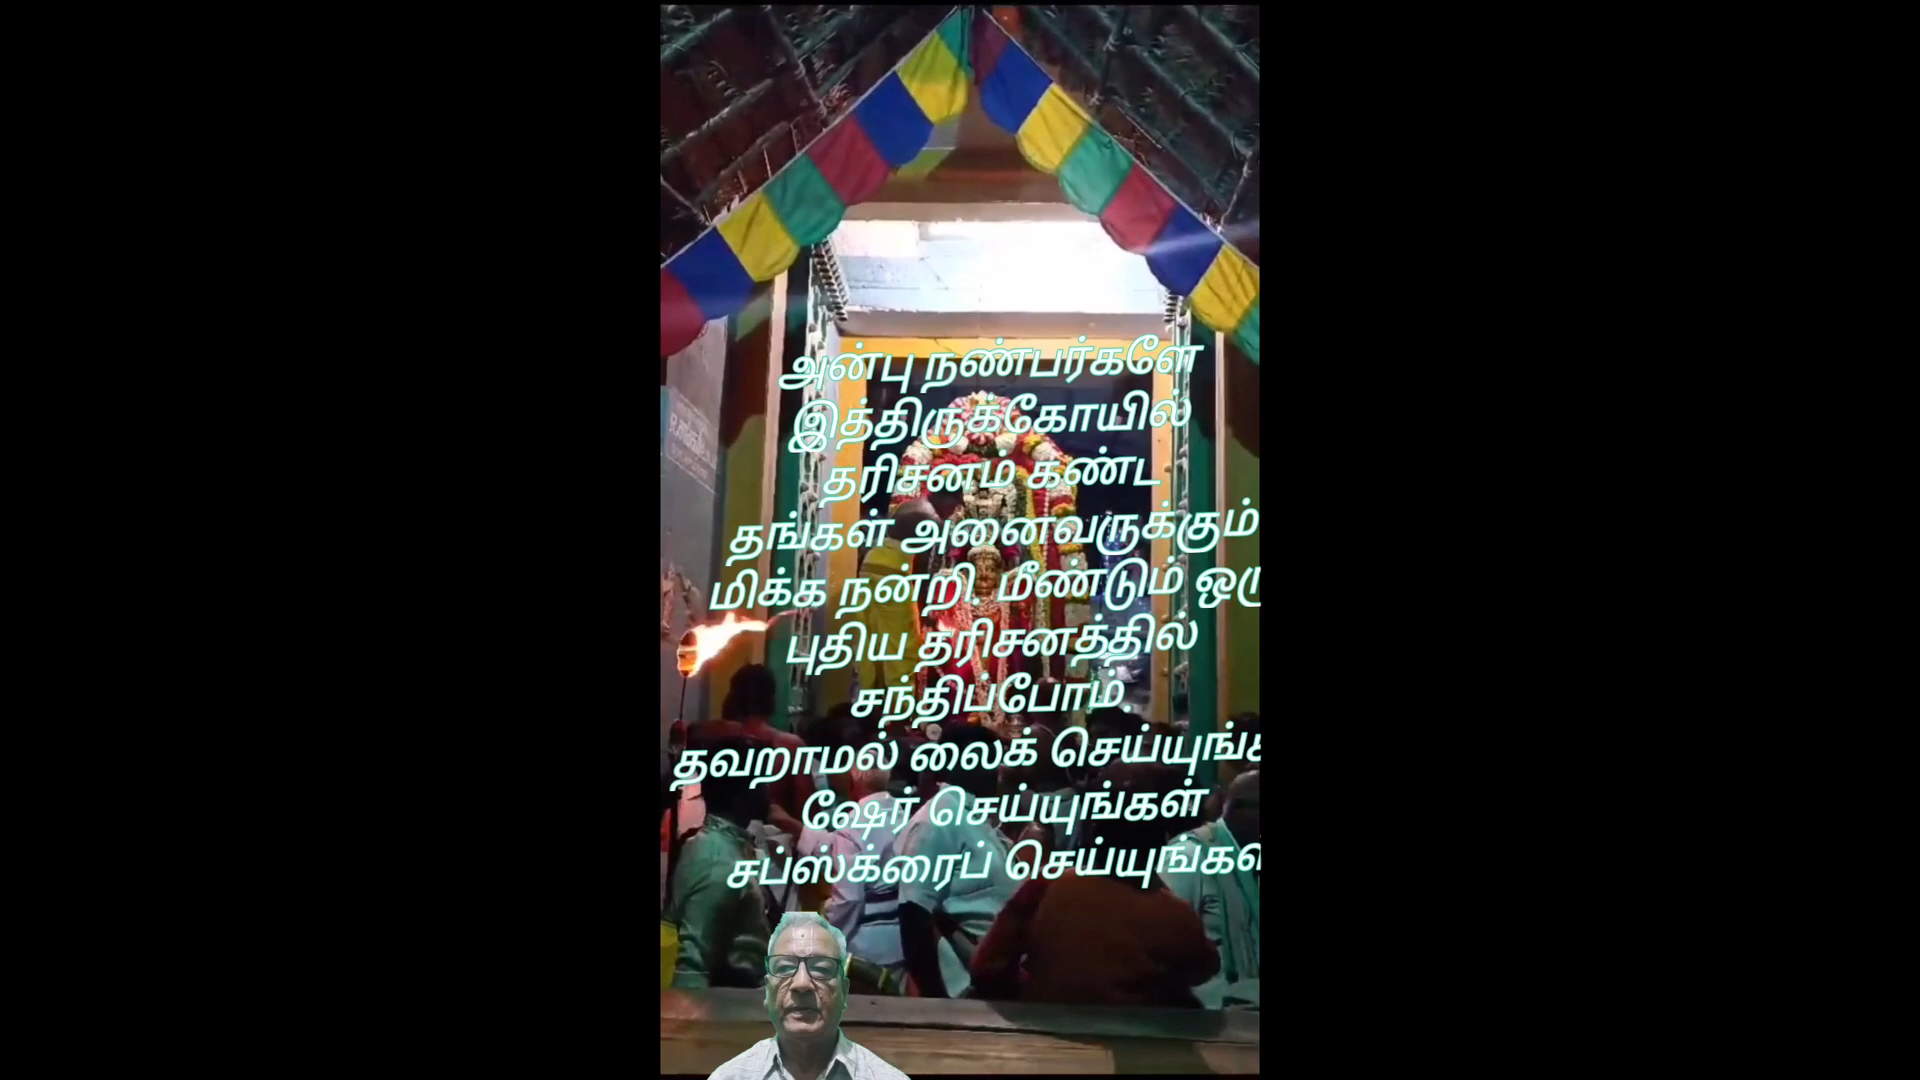 அன்பு நண்பர்களே
இத்திருக்கோயில்
தரிசனம் கண்ட
தங்கள் அனைவருக்கும்
மிக்க நன்றி. மீண்டும் ஒரு
புதிய தரிசனத்தில்
சந்திப்போம்.
தவறாமல் லைக் செய்யுங்க
ஷேர் செய்யுங்கள்
சப்ஸ்க்ரைப் செய்யுங்கள்